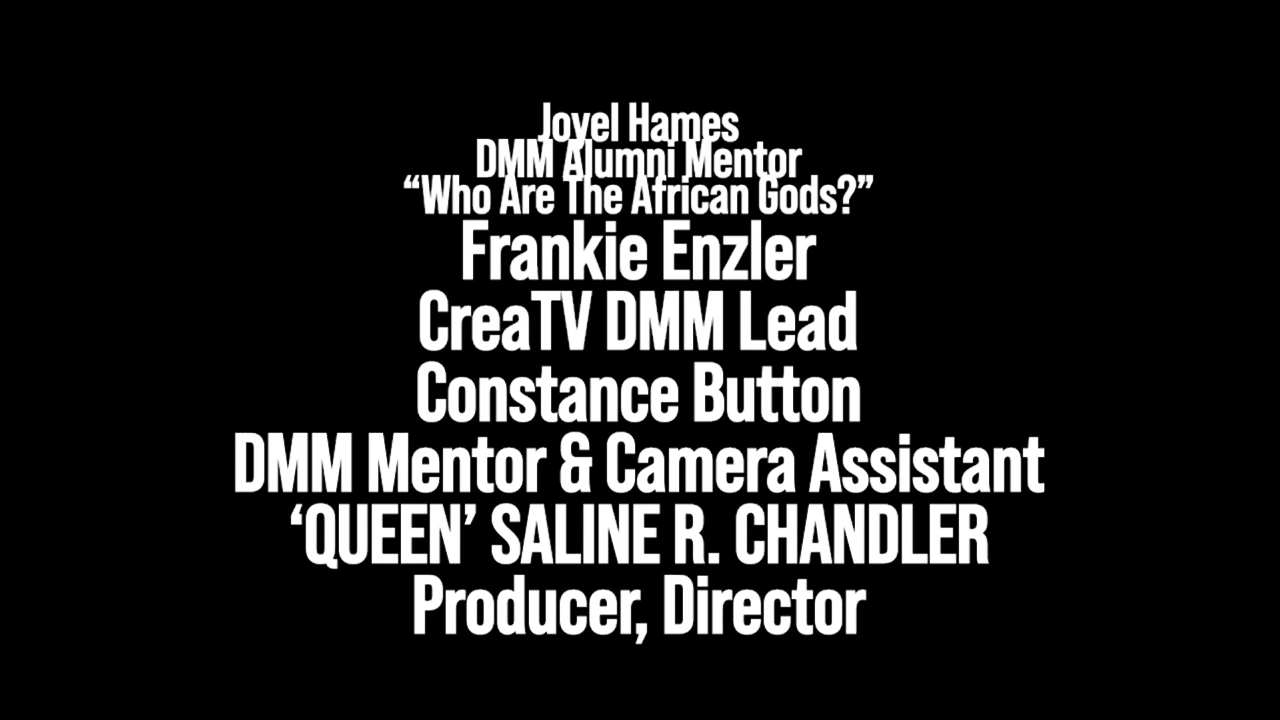 Joyel Hames
DMM Alumni Mentor
“Who Are The African Gods?”
Frankie Enzler
CreaTV DMM Lead
Constance Button
DMM Mentor & Camera Assistant
‘QUEEN’ SALINE R. CHANDLER
Producer, Director